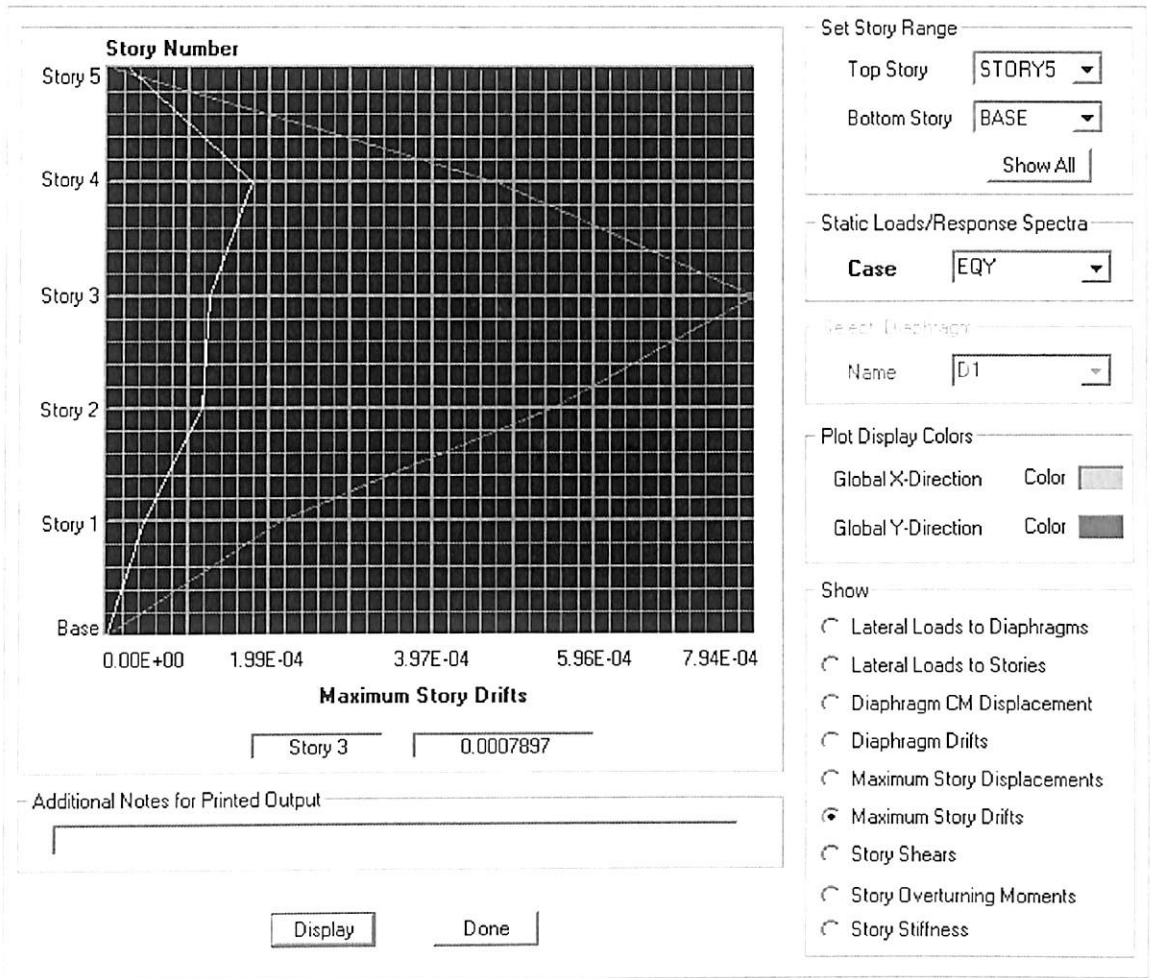 Story Number
Story 5
Story 4
Story 3
Story 2
Story 1
Base
0.00E+00 1.99E-04 3.97E-04 5.96E-04 7.94E-04
Maximum Story Drifts
Story 3 0.0007897
Additional Notes for Printed Output
Display Done
Set Story Range
Top Story STORY5
Bottom Story BASE
Show All
Static Loads/Response Spectra
Case EQY
Select Diaphragm
Name D1
Plot Display Colors
Global X-Direction Color
Global Y-Direction Color
Show
Lateral Loads to Diaphragms
Lateral Loads to Stories
Diaphragm CM Displacement
Diaphragm Drifts
Maximum Story Displacements
Maximum Story Drifts
Story Shears
Story Overturning Moments
Story Stiffness